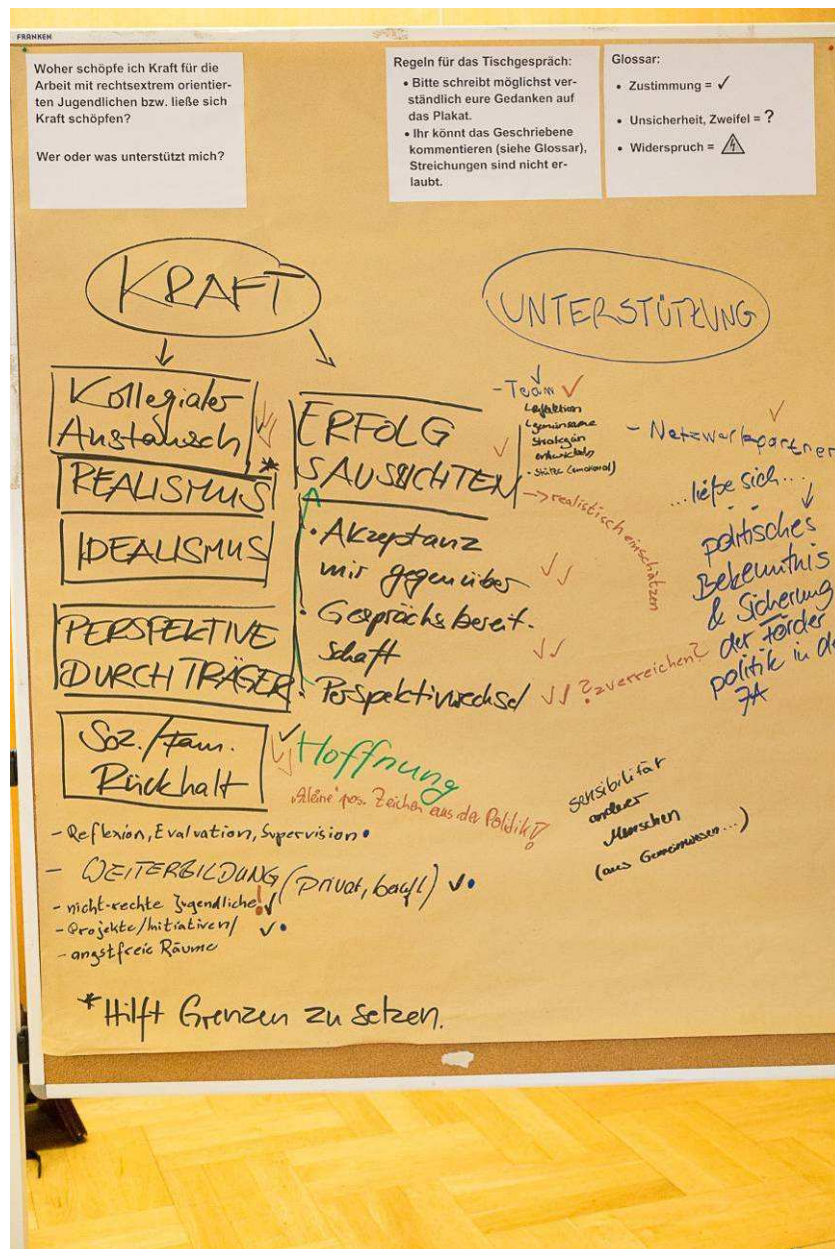 FRANKEN
Woher schöpfe ich Kraft für die
Arbeit mit rechtsextrem orientier-
ten Jugendlichen bzw. ließe sich
Kraft schöpfen?
Wer oder was unterstützt mich?
Regeln für das Tischgespräch:
• Bitte schreibt möglichst ver-
ständlich eure Gedanken auf
das Plakat.
• Ihr könnt das Geschriebene
kommentieren (siehe Glossar),
Streichungen sind nicht er-
laubt.
Glossar:
• Zustimmung = ✓
• Unsicherheit, Zweifel = ?
• Widerspruch =
KRAFT
Kollegialer
Austausch
REALISMUS *
IDEALISMUS
PERSPEKTIVE
DURCH TRÄGER
Soz./Fam.
Rückhalt
ERFOLG
SAUSSICHTEN
→ realistisch einschätzen
• Akzeptanz
mir gegenüber ✓✓
• Gesprächsbereit-
schaft ✓✓
• Perspektivwechsel ✓✓ ? zu erreichen?
Hoffnung
"kleine" pos. Zeichen aus der Politik!
- Reflexion, Evaluation, Supervision •
- WEITERBILDUNG (privat, berufl) ✓ •
- nicht-rechte Jugendliche! ✓
- Projekte/Initiativen/ ✓ •
- angstfreie Räume
* Hilft Grenzen zu setzen.
UNTERSTÜTZUNG
- Team ✓
Reflektion
gemeinsame
Strategien
entwickeln
• Stütze (emotional)
- Netzwerkpartner
...ließe sich...
politisches
Bekenntnis
& Sicherung
der Förder
politik in d
JA
Sensibilität
anderer
Menschen
(aus Gemeinwesen...)